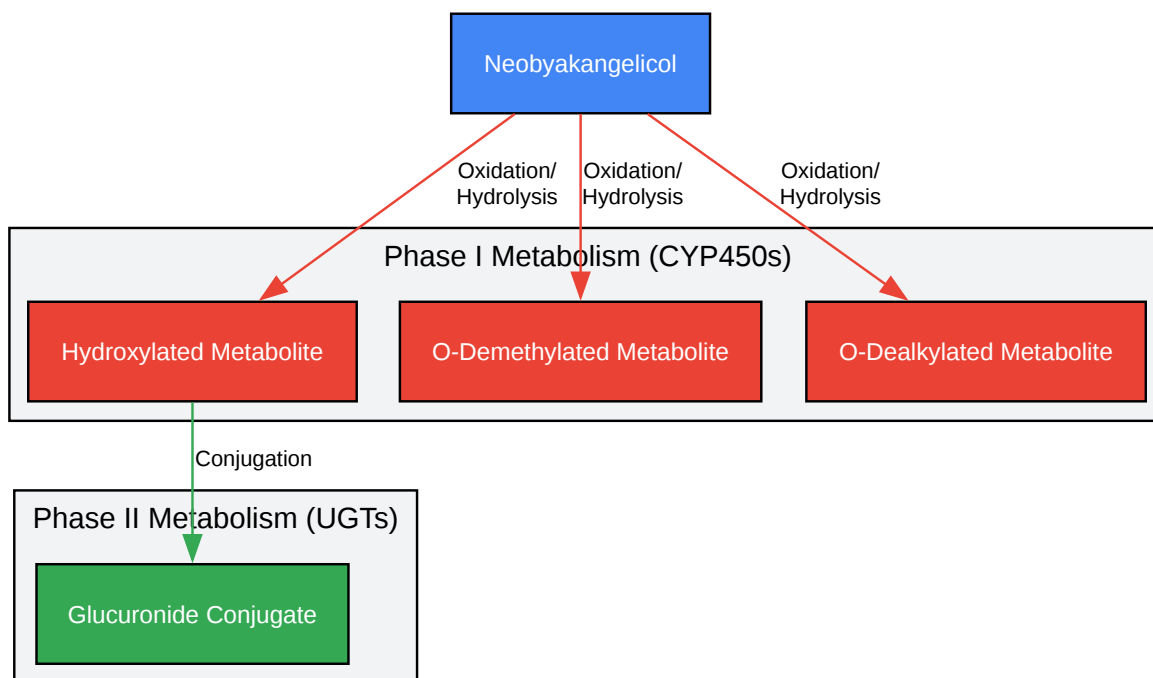 Neobyakangelicol
Oxidation/
Hydrolysis
Oxidation/
Hydrolysis
Oxidation/
Hydrolysis
Phase I Metabolism (CYP450s)
Hydroxylated Metabolite
O-Demethylated Metabolite
O-Dealkylated Metabolite
Conjugation
Phase II Metabolism (UGTs)
Glucuronide Conjugate